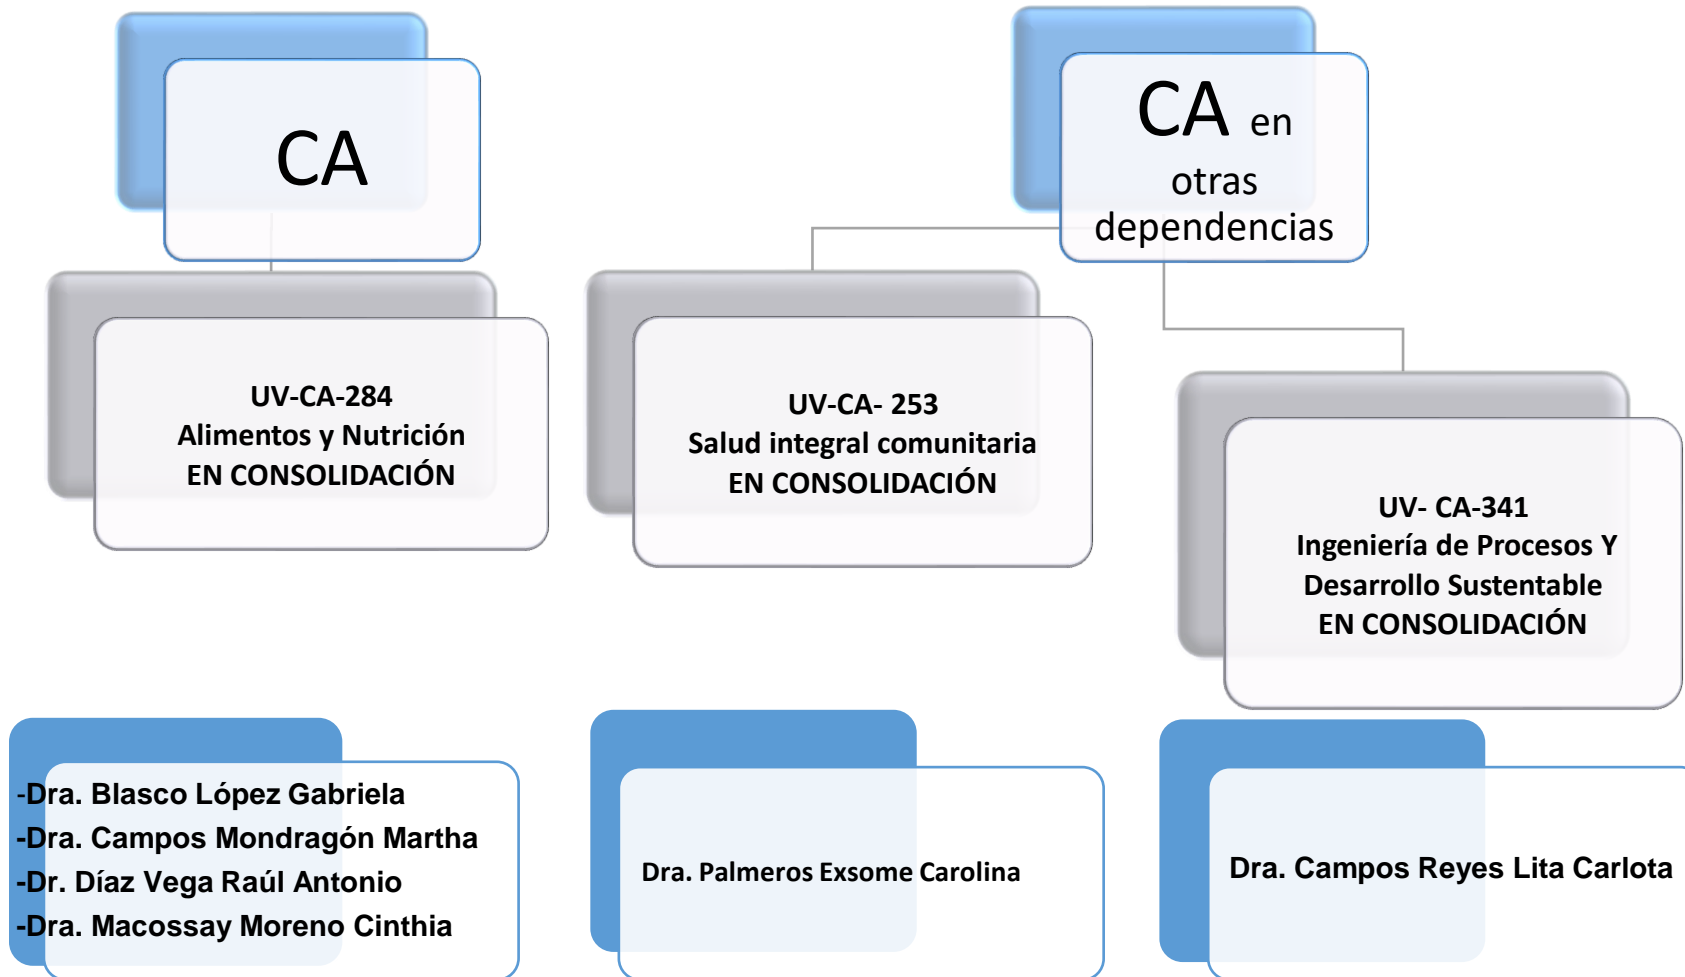 CA
CA en
otras
dependencias
UV-CA-284
Alimentos y Nutrición
EN CONSOLIDACIÓN
UV-CA- 253
Salud integral comunitaria
EN CONSOLIDACIÓN
UV- CA-341
Ingeniería de Procesos Y
Desarrollo Sustentable
EN CONSOLIDACIÓN
-Dra. Blasco López Gabriela
-Dra. Campos Mondragón Martha
-Dr. Díaz Vega Raúl Antonio
-Dra. Macossay Moreno Cinthia
Dra. Palmeros Exsome Carolina
Dra. Campos Reyes Lita Carlota